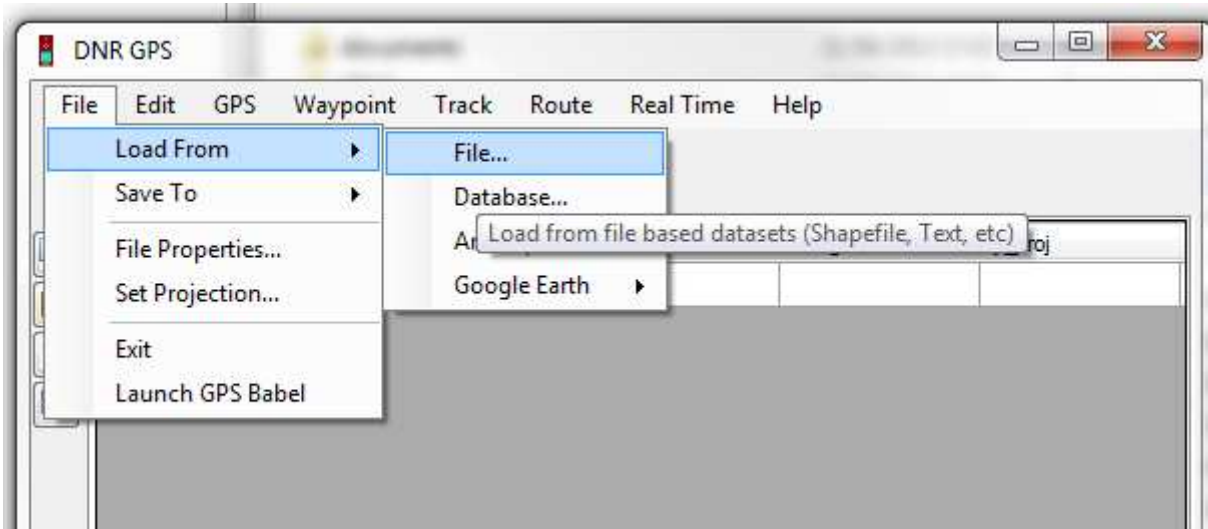 DNR GPS
File Edit GPS Waypoint Track Route Real Time Help
Load From File...
Save To Database...
Load from file based datasets (Shapefile, Text, etc)
File Properties...
Set Projection... Google Earth
Exit
Launch GPS Babel